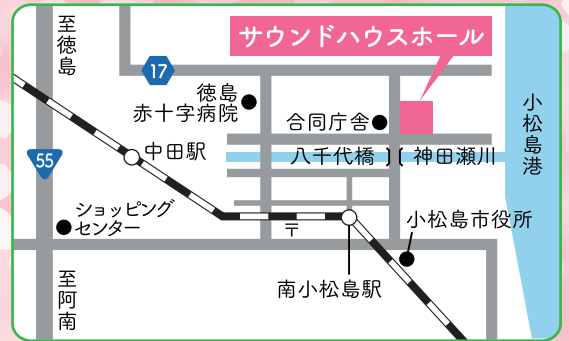 至徳島
サウンドハウスホール
17
徳島
赤十字病院
合同庁舎
小松島港
中田駅
八千代橋
神田瀬川
55
ショッピング
センター
〒
小松島市役所
至阿南
南小松島駅